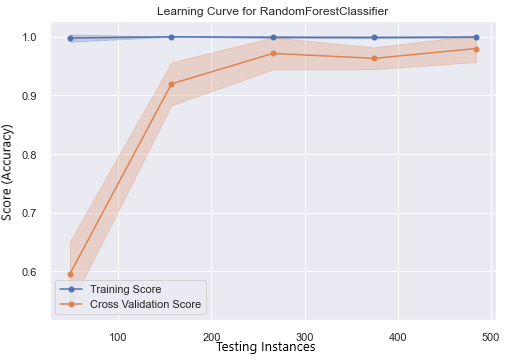 Learning Curve for RandomForestClassifier
Score (Accuracy)
1.0
0.9
0.8
0.7
0.6
Training Score
Cross Validation Score
100 200 300 400 500
Testing Instances